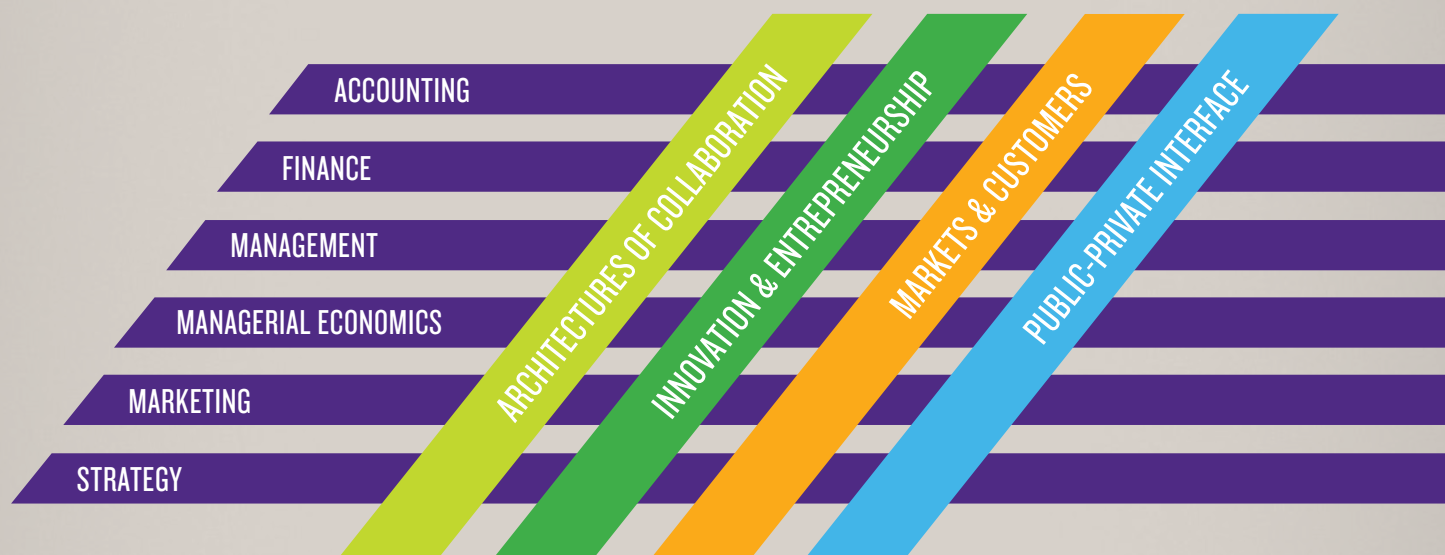 ACCOUNTING
FINANCE
MANAGEMENT
MANAGERIAL ECONOMICS
MARKETING
STRATEGY
ARCHITECTURES OF COLLABORATION
INNOVATION & ENTREPRENEURSHIP
MARKETS & CUSTOMERS
PUBLIC-PRIVATE INTERFACE